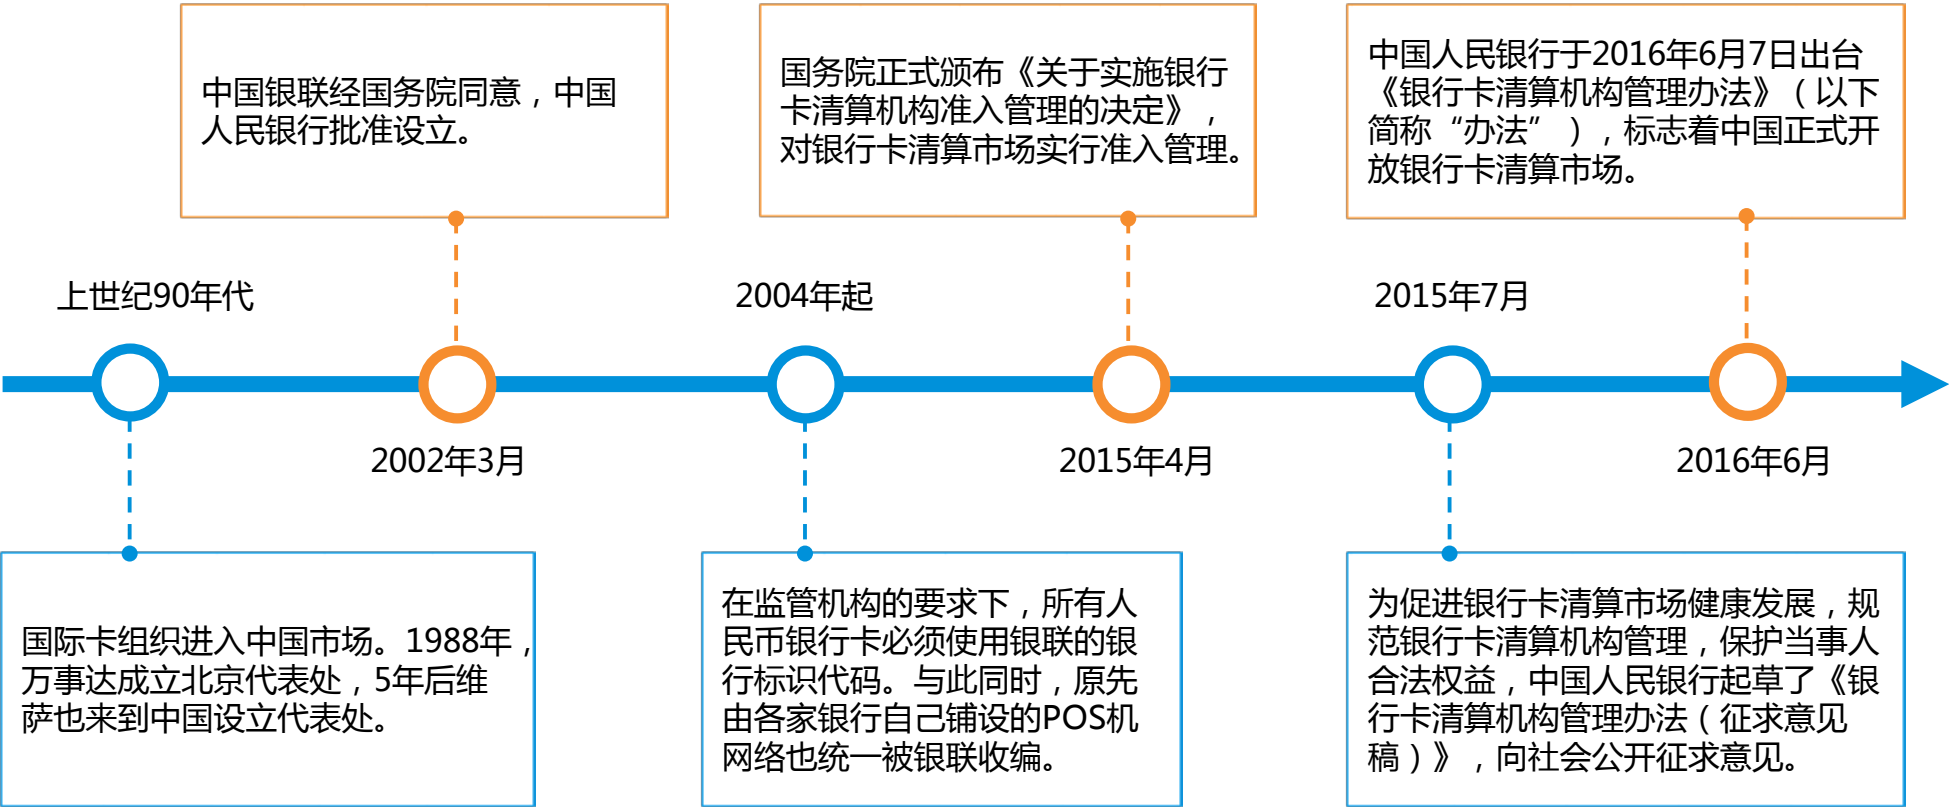 中国银联经国务院同意，中国
人民银行批准设立。
国务院正式颁布《关于实施银行
卡清算机构准入管理的决定》，
对银行卡清算市场实行准入管理。
中国人民银行于2016年6月7日出台
《银行卡清算机构管理办法》（以下
简称“办法”），标志着中国正式开
放银行卡清算市场。
上世纪90年代
2004年起
2015年7月
2002年3月
2015年4月
2016年6月
国际卡组织进入中国市场。1988年，
万事达成立北京代表处，5年后维
萨也来到中国设立代表处。
在监管机构的要求下，所有人
民币银行卡必须使用银联的银
行标识代码。与此同时，原先
由各家银行自己铺设的POS机
网络也统一被银联收编。
为促进银行卡清算市场健康发展，规
范银行卡清算机构管理，保护当事人
合法权益，中国人民银行起草了《银
行卡清算机构管理办法（征求意见
稿）》，向社会公开征求意见。